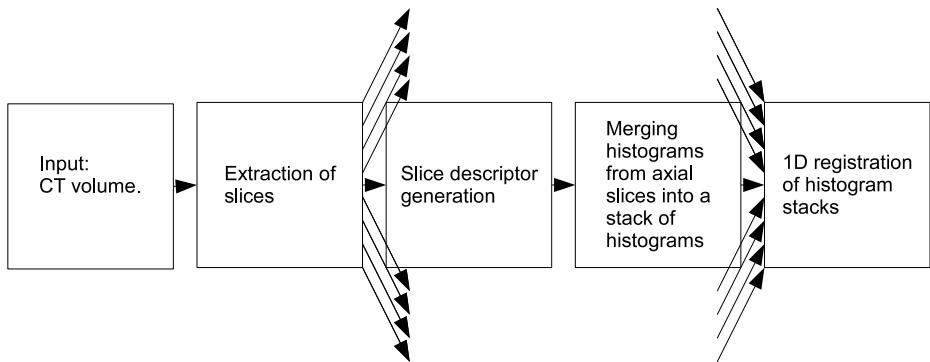 Input:
CT volume.
Extraction of
slices
Slice descriptor
generation
Merging
histograms
from axial
slices into a
stack of
histograms
1D registration
of histogram
stacks